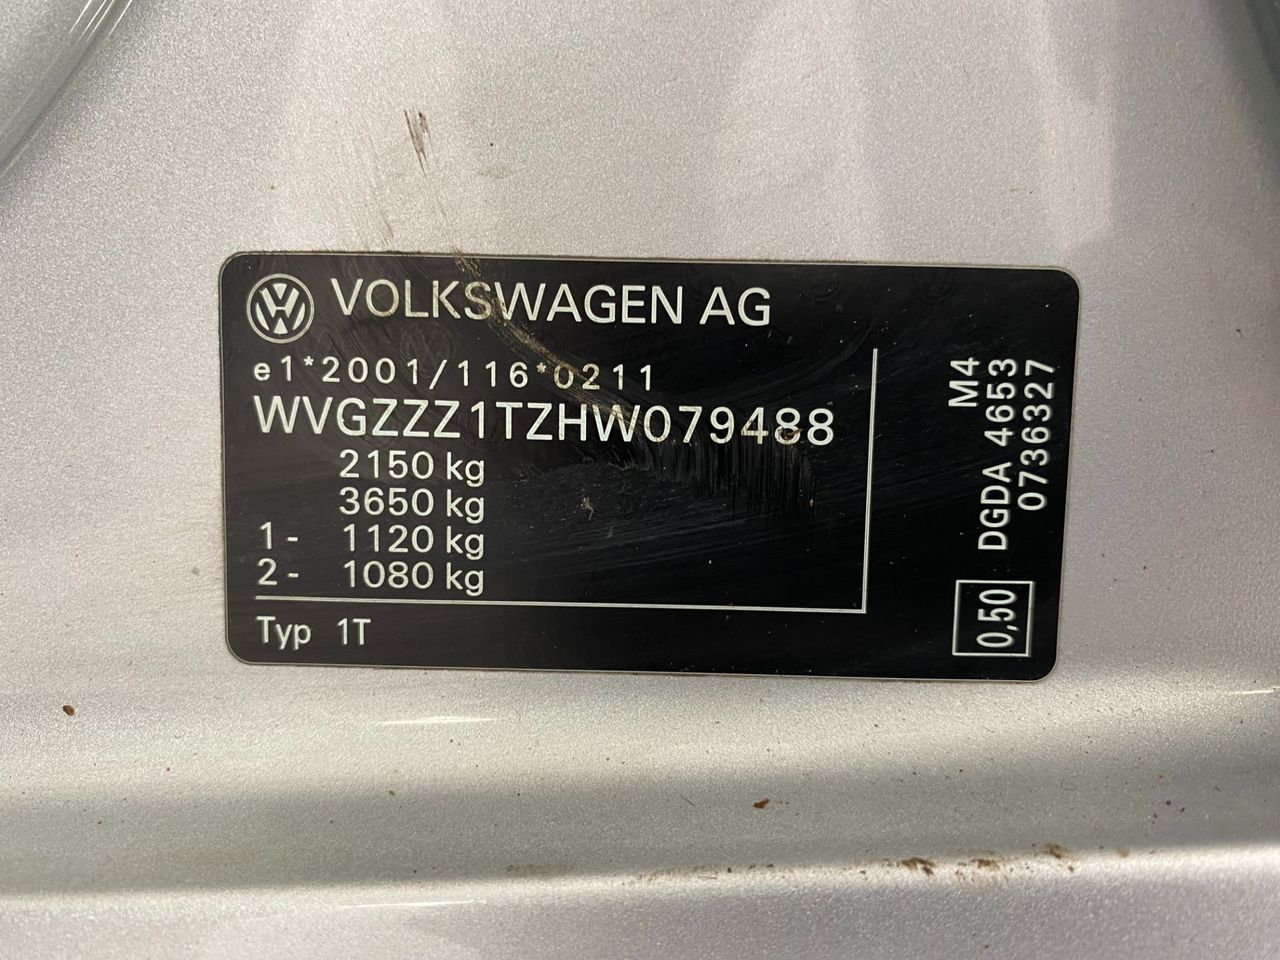 VOLKSWAGEN AG
e1*2001/116*0211
WVGZZZ1TZHW079488
2150 kg
3650 kg
1- 1120 kg
2- 1080 kg
Typ 1T
M4
DGDA 4653
0736327
0,50